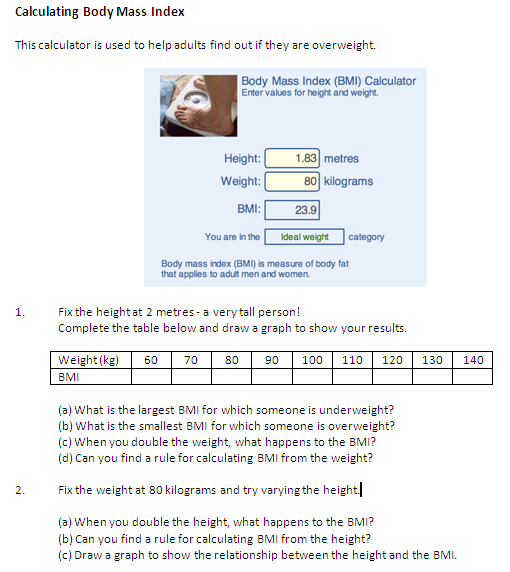 Calculating Body Mass Index
This calculator is used to help adults find out if they are overweight.
Body Mass Index (BMI) Calculator
Enter values for height and weight.
Height: 1.83 metres
Weight: 80 kilograms
BMI: 23.9
You are in the Ideal weight category
Body mass index (BMI) is measure of body fat
that applies to adult men and women.
1. Fix the height at 2 metres - a very tall person!
Complete the table below and draw a graph to show your results.
Weight (kg) 60 70 80 90 100 110 120 130 140
BMI
(a) What is the largest BMI for which someone is underweight?
(b) What is the smallest BMI for which someone is overweight?
(c) When you double the weight, what happens to the BMI?
(d) Can you find a rule for calculating BMI from the weight?
2. Fix the weight at 80 kilograms and try varying the height.
(a) When you double the height, what happens to the BMI?
(b) Can you find a rule for calculating BMI from the height?
(c) Draw a graph to show the relationship between the height and the BMI.